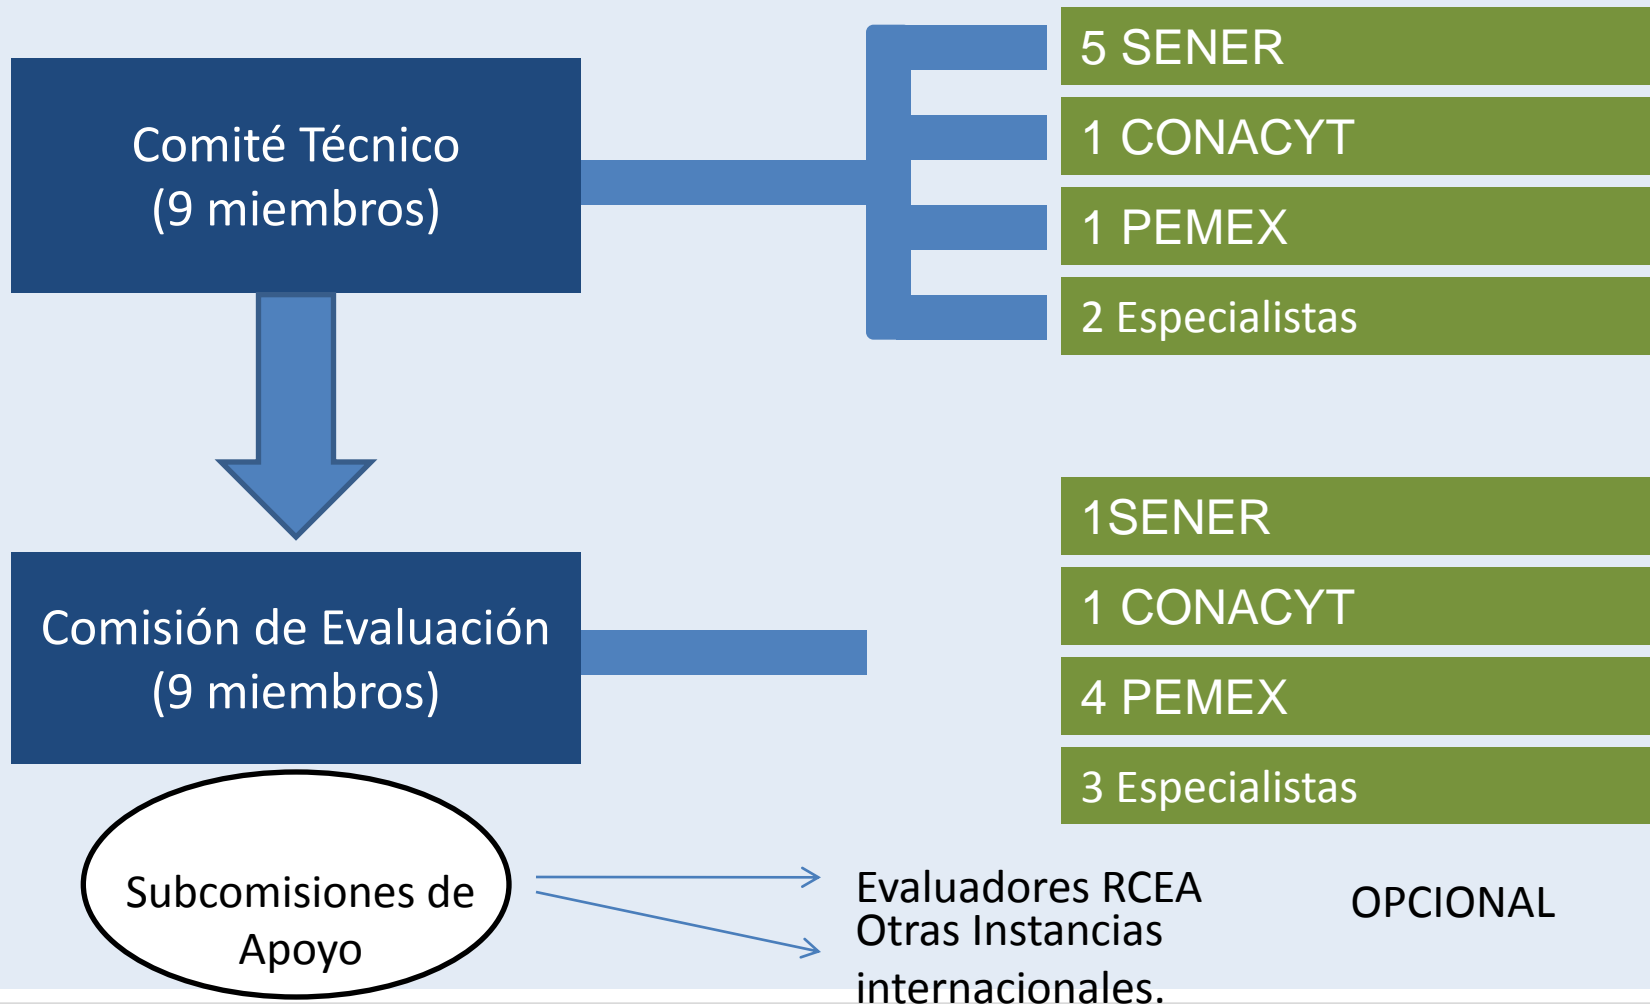 Comité Técnico
(9 miembros)
5 SENER
1 CONACYT
1 PEMEX
2 Especialistas
Comisión de Evaluación
(9 miembros)
1SENER
1 CONACYT
4 PEMEX
3 Especialistas
Subcomisiones de
Apoyo
Evaluadores RCEA
Otras Instancias
internacionales.
OPCIONAL